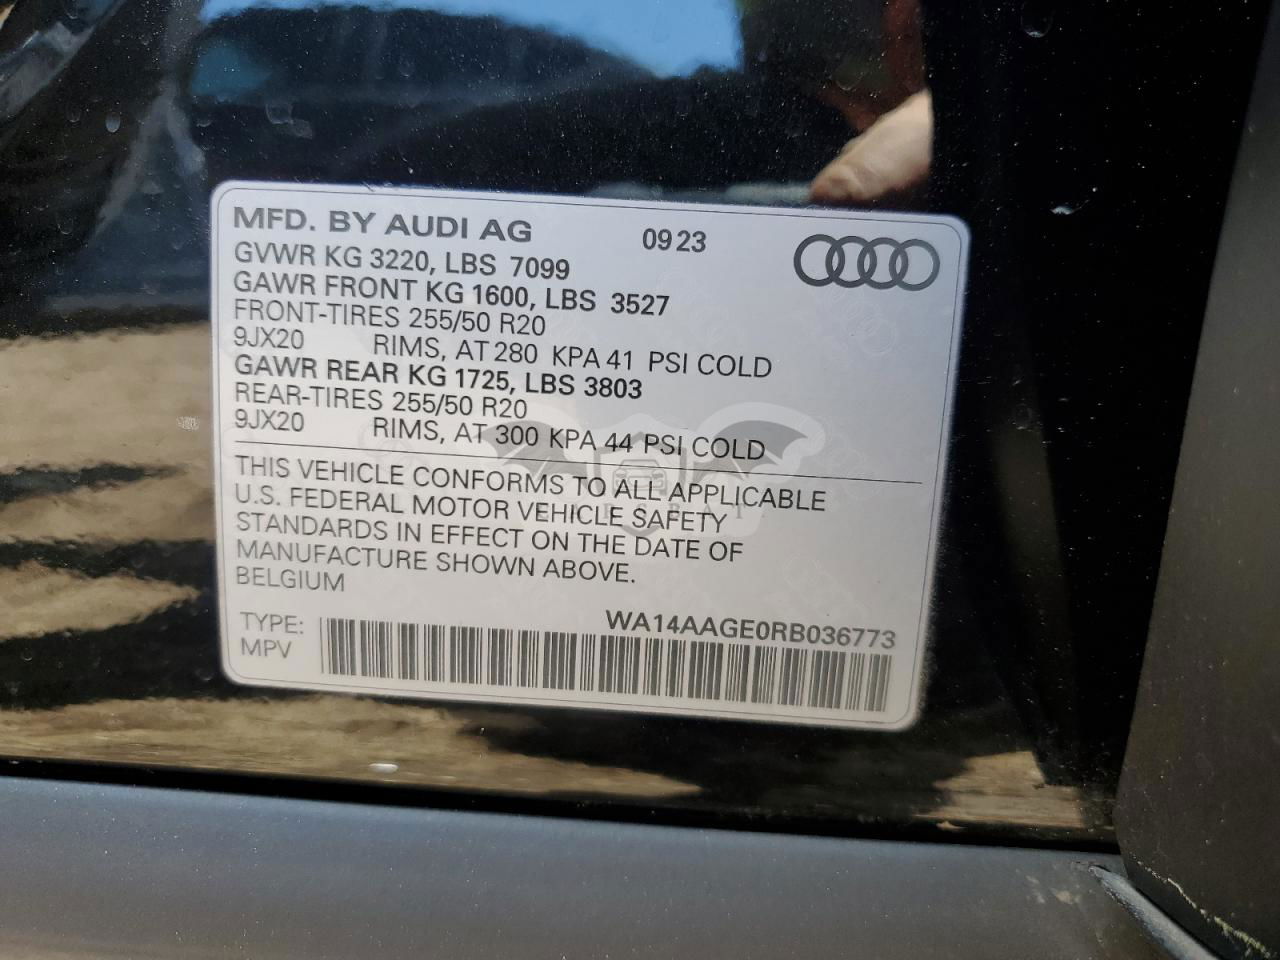 MFD. BY AUDI AG 09 23
GVWR KG 3220, LBS 7099
GAWR FRONT KG 1600, LBS 3527
FRONT-TIRES 255/50 R20
9JX20 RIMS, AT 280 KPA 41 PSI COLD
GAWR REAR KG 1725, LBS 3803
REAR-TIRES 255/50 R20
9JX20 RIMS, AT 300 KPA 44 PSI COLD
THIS VEHICLE CONFORMS TO ALL APPLICABLE
U.S. FEDERAL MOTOR VEHICLE SAFETY
STANDARDS IN EFFECT ON THE DATE OF
MANUFACTURE SHOWN ABOVE.
BELGIUM
TYPE: WA14AAGE0RB036773
MPV